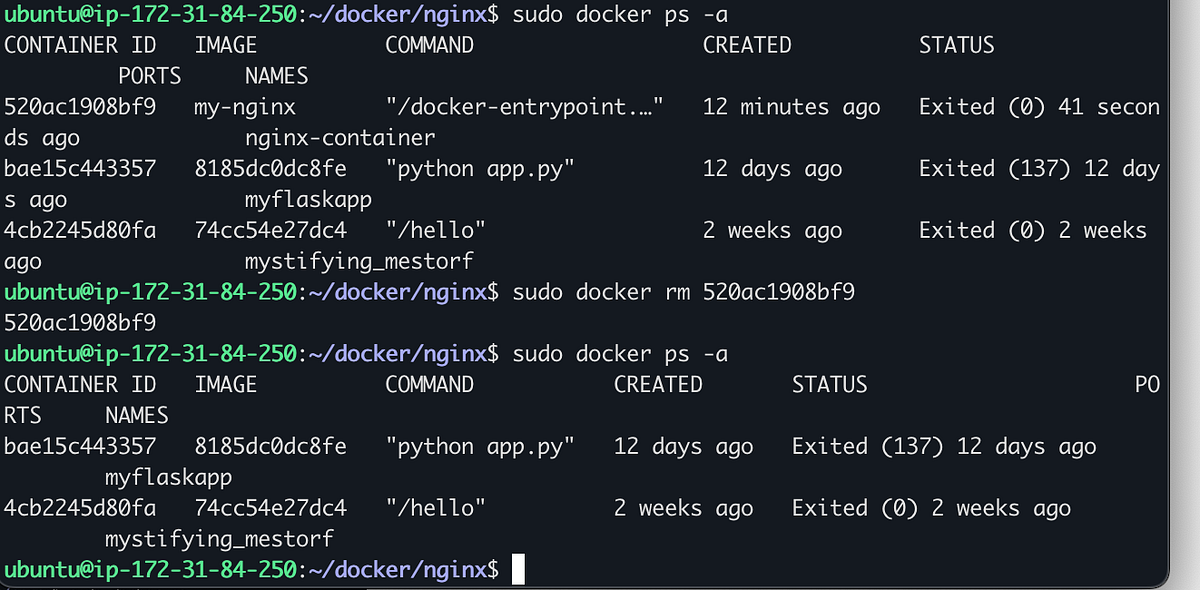 ubuntu@ip-172-31-84-250:~/docker/nginx$ sudo docker ps -a
CONTAINER ID   IMAGE          COMMAND                  CREATED          STATUS
         PORTS     NAMES
520ac1908bf9   my-nginx       "/docker-entrypoint.…"   12 minutes ago   Exited (0) 41 secon
ds ago             nginx-container
bae15c443357   8185dc0dc8fe   "python app.py"          12 days ago      Exited (137) 12 day
s ago              myflaskapp
4cb2245d80fa   74cc54e27dc4   "/hello"                 2 weeks ago      Exited (0) 2 weeks
ago                mystifying_mestorf
ubuntu@ip-172-31-84-250:~/docker/nginx$ sudo docker rm 520ac1908bf9
520ac1908bf9
ubuntu@ip-172-31-84-250:~/docker/nginx$ sudo docker ps -a
CONTAINER ID   IMAGE          COMMAND           CREATED       STATUS                     PO
RTS     NAMES
bae15c443357   8185dc0dc8fe   "python app.py"   12 days ago   Exited (137) 12 days ago
        myflaskapp
4cb2245d80fa   74cc54e27dc4   "/hello"          2 weeks ago   Exited (0) 2 weeks ago
        mystifying_mestorf
ubuntu@ip-172-31-84-250:~/docker/nginx$